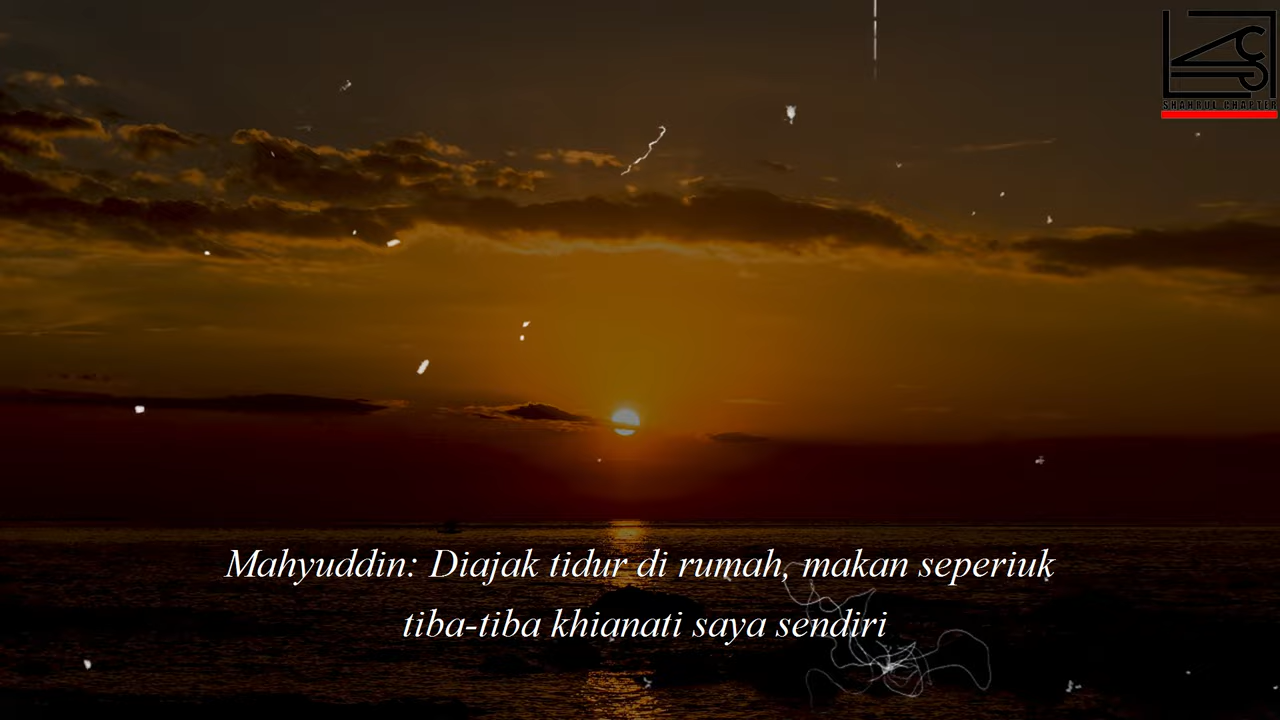 SHAHRUL CHAPTER
Mahyuddin: Diajak tidur di rumah, makan seperiuk
tiba-tiba khianati saya sendiri